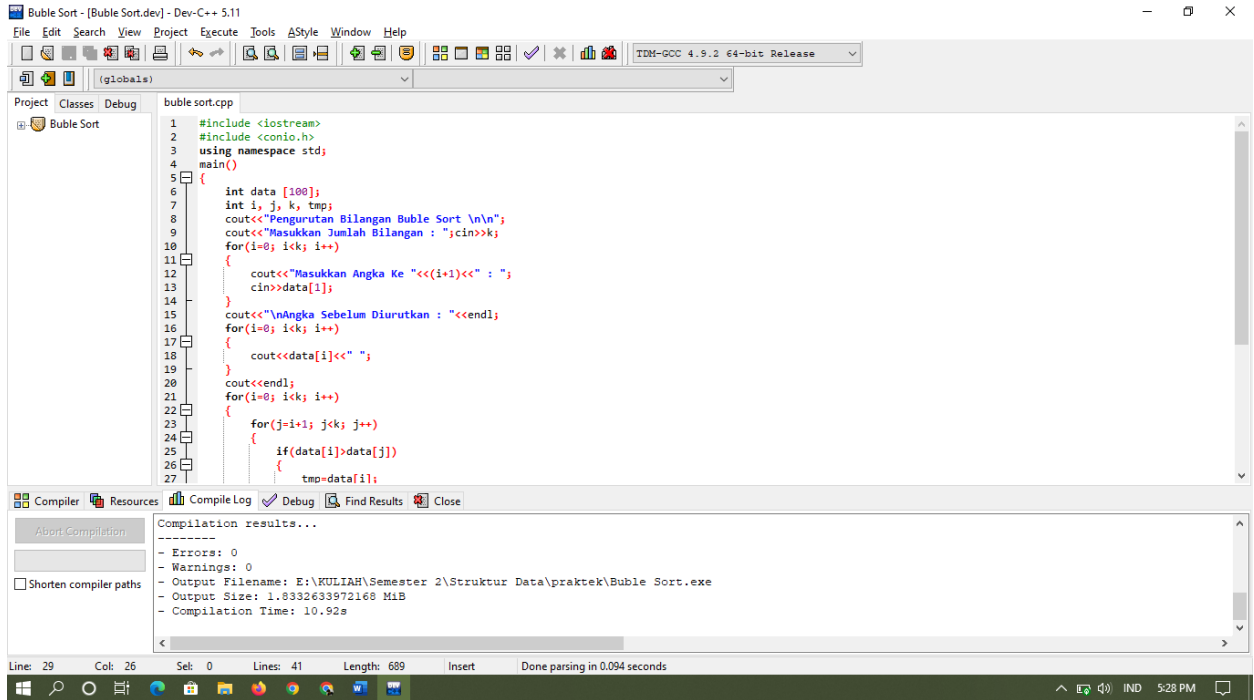 Buble Sort - [Buble Sort.dev] - Dev-C++ 5.11
File Edit Search View Project Execute Tools AStyle Window Help
TDM-GCC 4.9.2 64-bit Release
(globals)
Project Classes Debug buble sort.cpp
Buble Sort
1 #include <iostream>
2 #include <conio.h>
3 using namespace std;
4 main()
5 {
6 int data [100];
7 int i, j, k, tmp;
8 cout<<"Pengurutan Bilangan Buble Sort \n\n";
9 cout<<"Masukkan Jumlah Bilangan : ";cin>>k;
10 for(i=0; i<k; i++)
11 {
12 cout<<"Masukkan Angka Ke "<<(i+1)<<" : ";
13 cin>>data[1];
14 }
15 cout<<"\nAngka Sebelum Diurutkan : "<<endl;
16 for(i=0; i<k; i++)
17 {
18 cout<<data[i]<<" ";
19 }
20 cout<<endl;
21 for(i=0; i<k; i++)
22 {
23 for(j=i+1; j<k; j++)
24 {
25 if(data[i]>data[j])
26 {
27 tmp=data[i];
Compiler Resources Compile Log Debug Find Results Close
Abort Compilation
Shorten compiler paths
Compilation results...
--------
- Errors: 0
- Warnings: 0
- Output Filename: E:\KULIAH\Semester 2\Struktur Data\praktek\Buble Sort.exe
- Output Size: 1.8332633972168 MiB
- Compilation Time: 10.92s
Line: 29 Col: 26 Sel: 0 Lines: 41 Length: 689 Insert Done parsing in 0.094 seconds
IND 5:28 PM